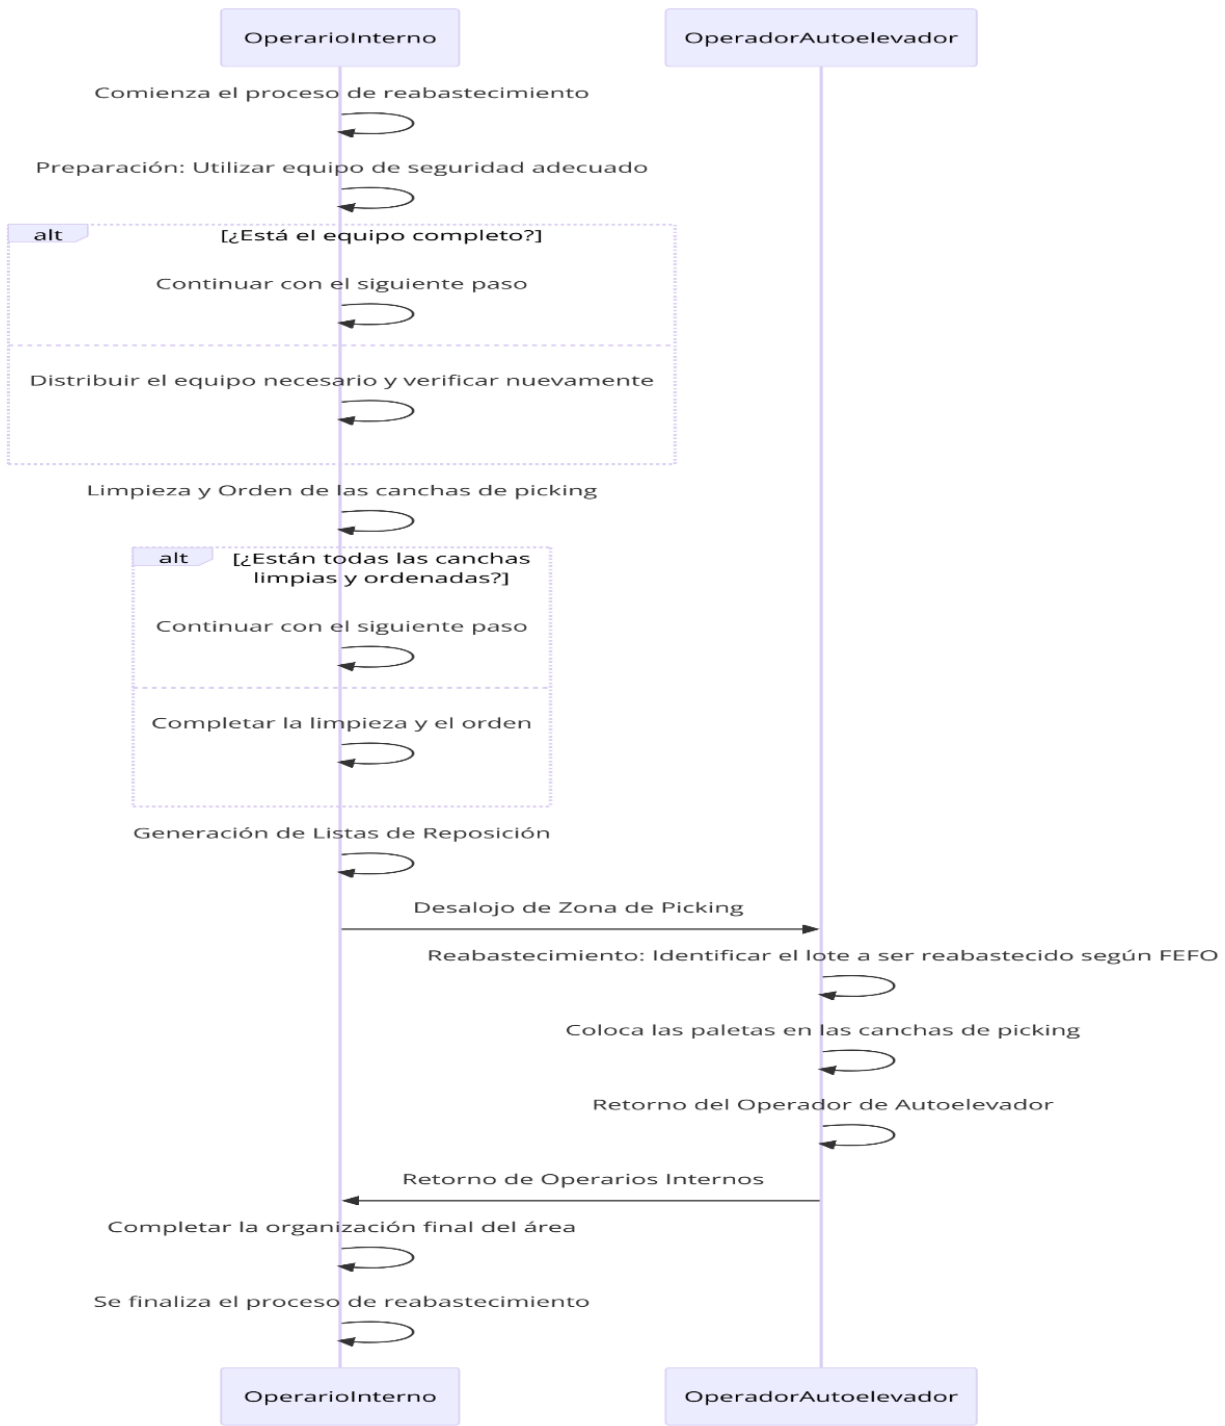 OperarioInterno
OperadorAutoelevador
Comienza el proceso de reabastecimiento
Preparación: Utilizar equipo de seguridad adecuado
alt
[¿Está el equipo completo?]
Continuar con el siguiente paso
Distribuir el equipo necesario y verificar nuevamente
Limpieza y Orden de las canchas de picking
alt
[¿Están todas las canchas
limpias y ordenadas?]
Continuar con el siguiente paso
Completar la limpieza y el orden
Generación de Listas de Reposición
Desalojo de Zona de Picking
Reabastecimiento: Identificar el lote a ser reabastecido según FEFO
Coloca las paletas en las canchas de picking
Retorno del Operador de Autoelevador
Retorno de Operarios Internos
Completar la organización final del área
Se finaliza el proceso de reabastecimiento
OperarioInterno
OperadorAutoelevador